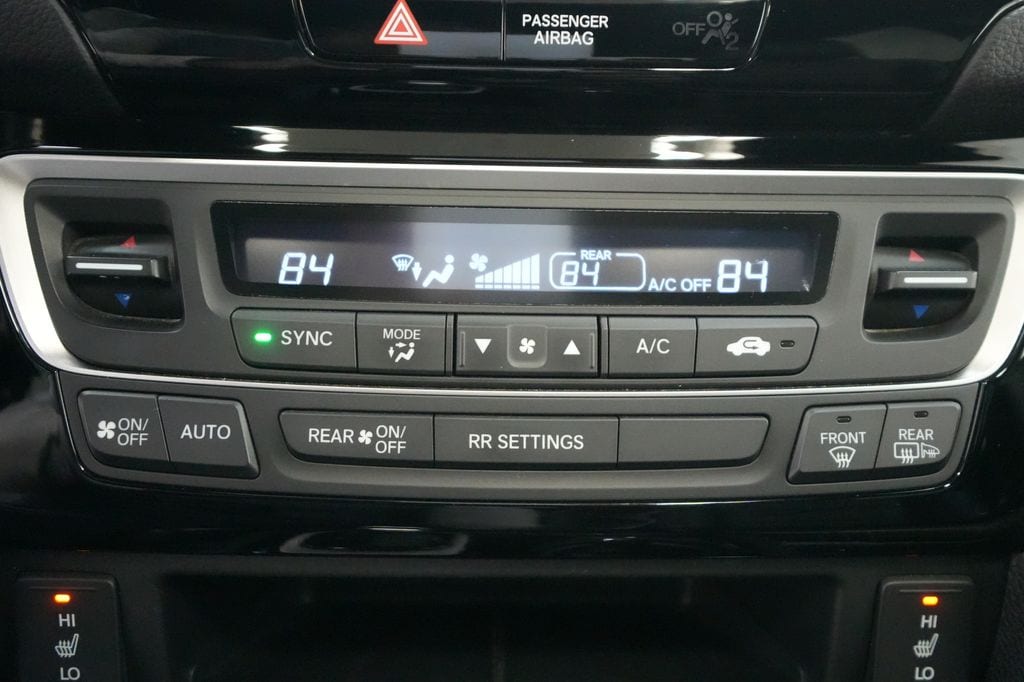 PASSENGER
AIRBAG
OFF 2
84 REAR 84 A/C OFF 84
SYNC MODE A/C
ON/
OFF
AUTO
REAR ON/
OFF
RR SETTINGS
FRONT REAR
HI HI
LO LO